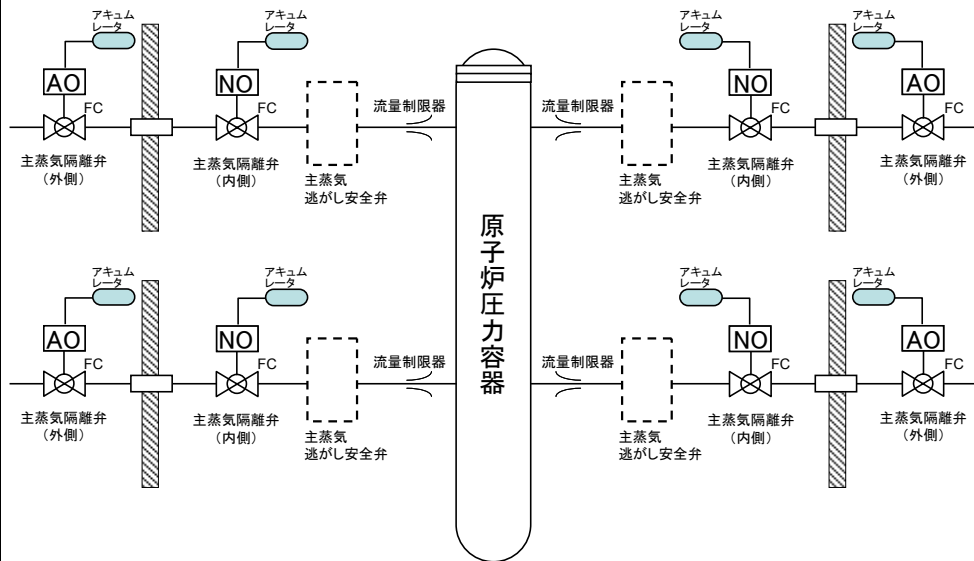 アキュム
レータ
アキュム
レータ
アキュム
レータ
アキュム
レータ
AO
NO
NO
AO
FC
FC
FC
FC
流量制限器
流量制限器
主蒸気隔離弁
（外側）
主蒸気隔離弁
（内側）
主蒸気
逃がし安全弁
主蒸気
逃がし安全弁
主蒸気隔離弁
（内側）
主蒸気隔離弁
（外側）
原子炉圧力容器
アキュム
レータ
アキュム
レータ
アキュム
レータ
アキュム
レータ
AO
NO
NO
AO
FC
FC
FC
FC
流量制限器
流量制限器
主蒸気隔離弁
（外側）
主蒸気隔離弁
（内側）
主蒸気
逃がし安全弁
主蒸気
逃がし安全弁
主蒸気隔離弁
（内側）
主蒸気隔離弁
（外側）